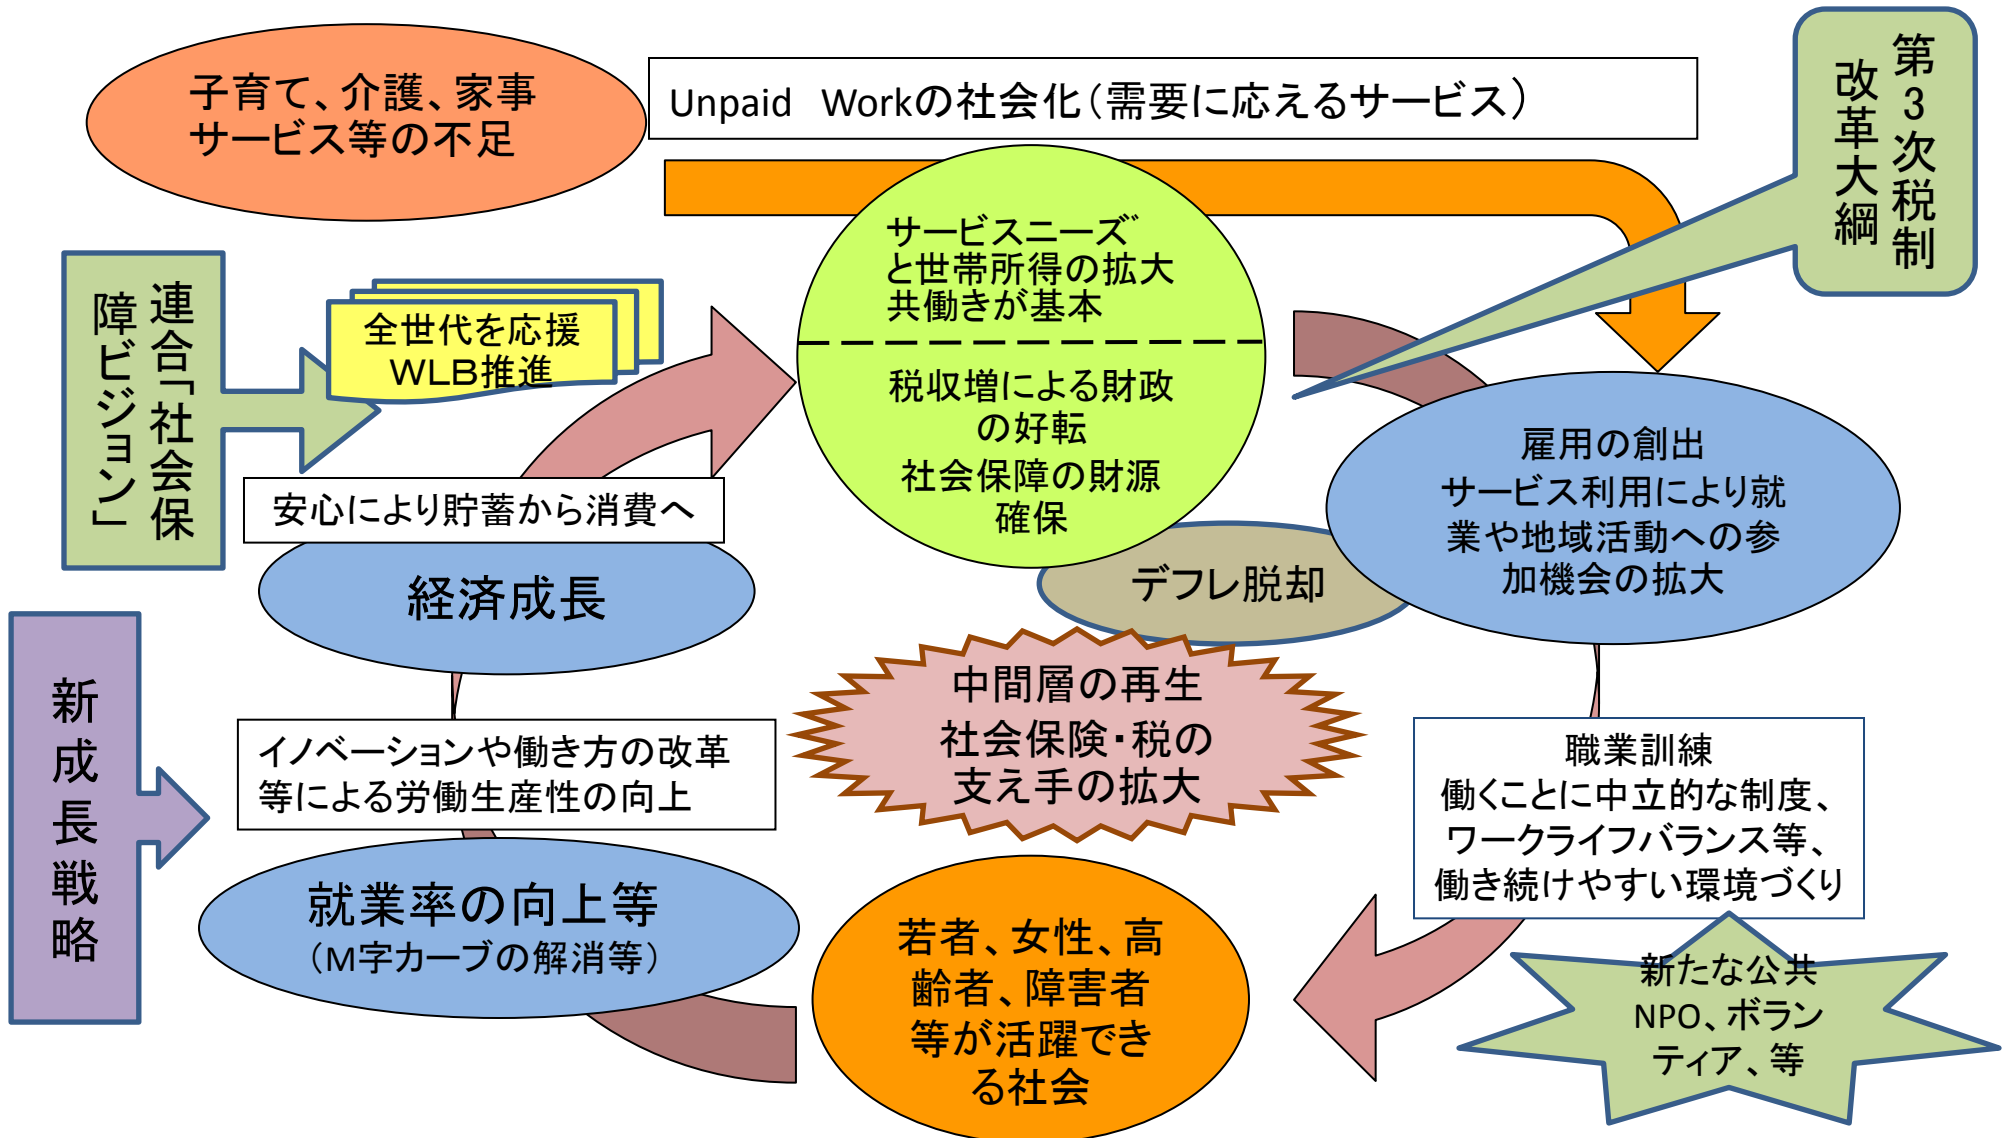 子育て、介護、家事
サービス等の不足
Unpaid　Workの社会化（需要に応えるサービス）
第３次税制
改革大綱
サービスニーズ
と世帯所得の拡大
共働きが基本
税収増による財政
の好転
社会保障の財源
確保
連合「社会保
障ビジョン」
全世代を応援
ＷＬＢ推進
安心により貯蓄から消費へ
経済成長
デフレ脱却
雇用の創出
サービス利用により就
業や地域活動への参
加機会の拡大
新成長戦略
イノベーションや働き方の改革
等による労働生産性の向上
中間層の再生
社会保険・税の
支え手の拡大
職業訓練
働くことに中立的な制度、
ワークライフバランス等、
働き続けやすい環境づくり
就業率の向上等
（M字カーブの解消等）
若者、女性、高
齢者、障害者
等が活躍でき
る社会
新たな公共
NPO、ボラン
ティア、等